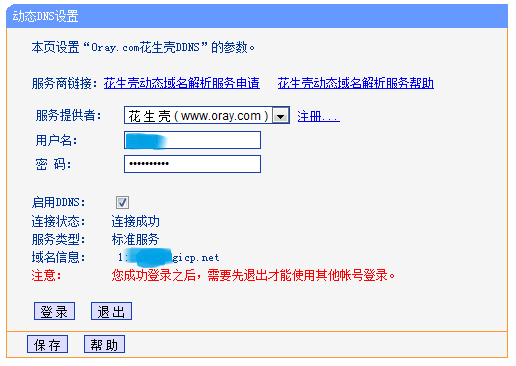 动态DNS设置
本页设置“Oray.com花生壳DDNS”的参数。
服务商链接： 花生壳动态域名解析服务申请 花生壳动态域名解析服务帮助
服务提供者： 花生壳 ( www.oray.com ) 注册...
用户名：
密 码： ••••••••••
启用DDNS：
连接状态： 连接成功
服务类型： 标准服务
域名信息： gicp.net
注意： 您成功登录之后，需要先退出才能使用其他帐号登录。
登录 退出
保存 帮助